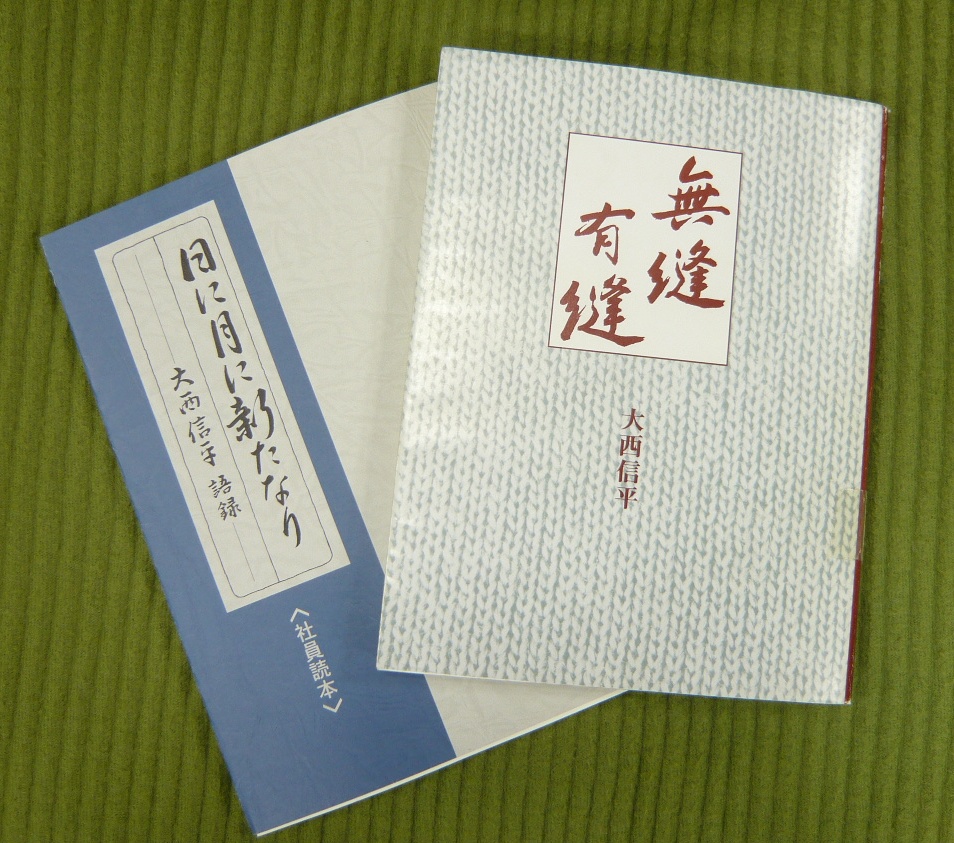 日に月に新たなり
大西信平 語録
〈社員読本〉
無縫
有縫
大西信平